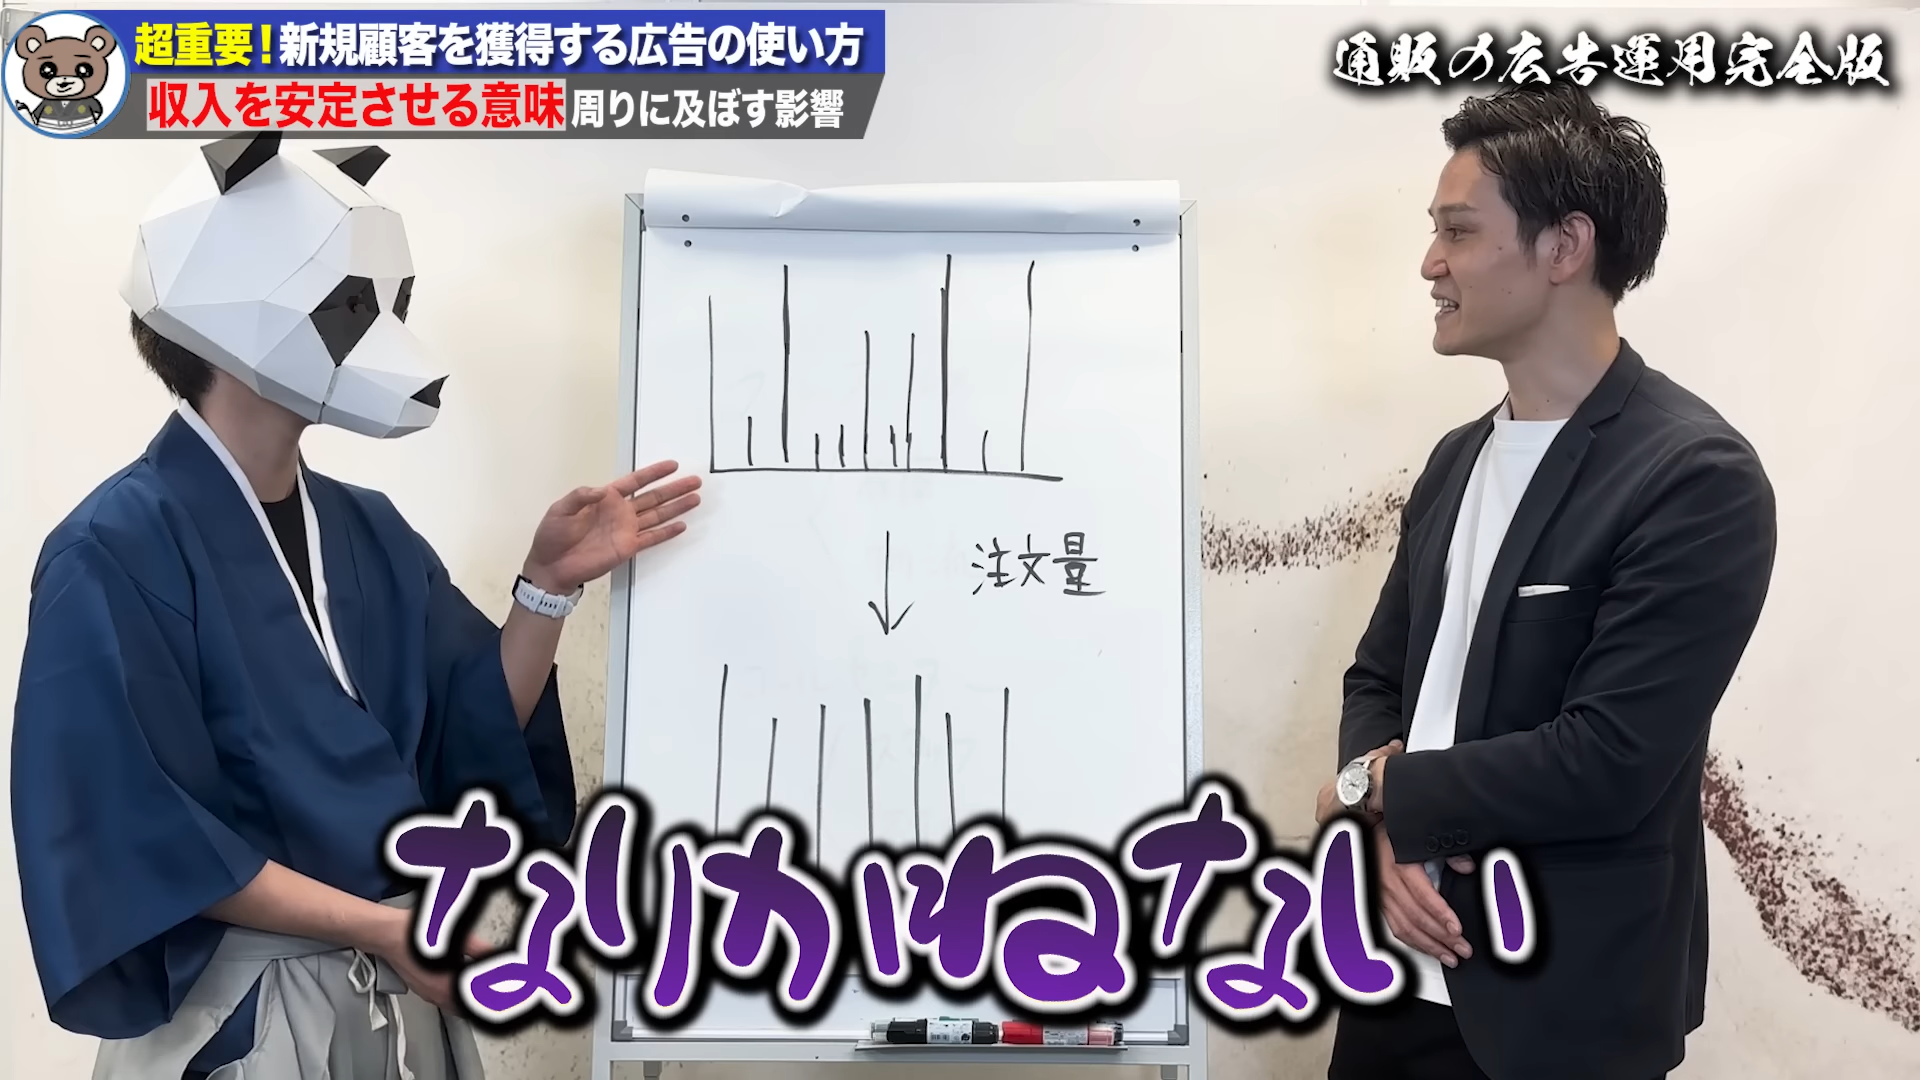 超重要！新規顧客を獲得する広告の使い方
収入を安定させる意味 周りに及ぼす影響
通販の広告運用完全版
注文量
なりかねない